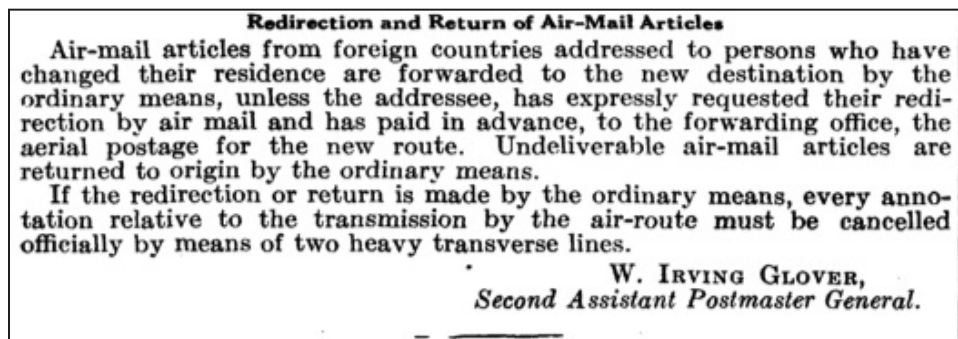 Redirection and Return of Air-Mail Articles
Air-mail articles from foreign countries addressed to persons who have
changed their residence are forwarded to the new destination by the
ordinary means, unless the addressee, has expressly requested their redi-
rection by air mail and has paid in advance, to the forwarding office, the
aerial postage for the new route. Undeliverable air-mail articles are
returned to origin by the ordinary means.
If the redirection or return is made by the ordinary means, every anno-
tation relative to the transmission by the air-route must be cancelled
officially by means of two heavy transverse lines.
W. IRVING GLOVER,
Second Assistant Postmaster General.